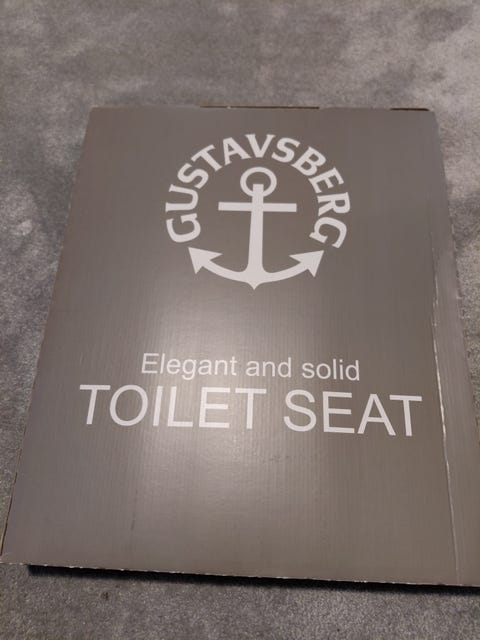 GUSTAVSBERG
Elegant and solid
TOILET SEAT